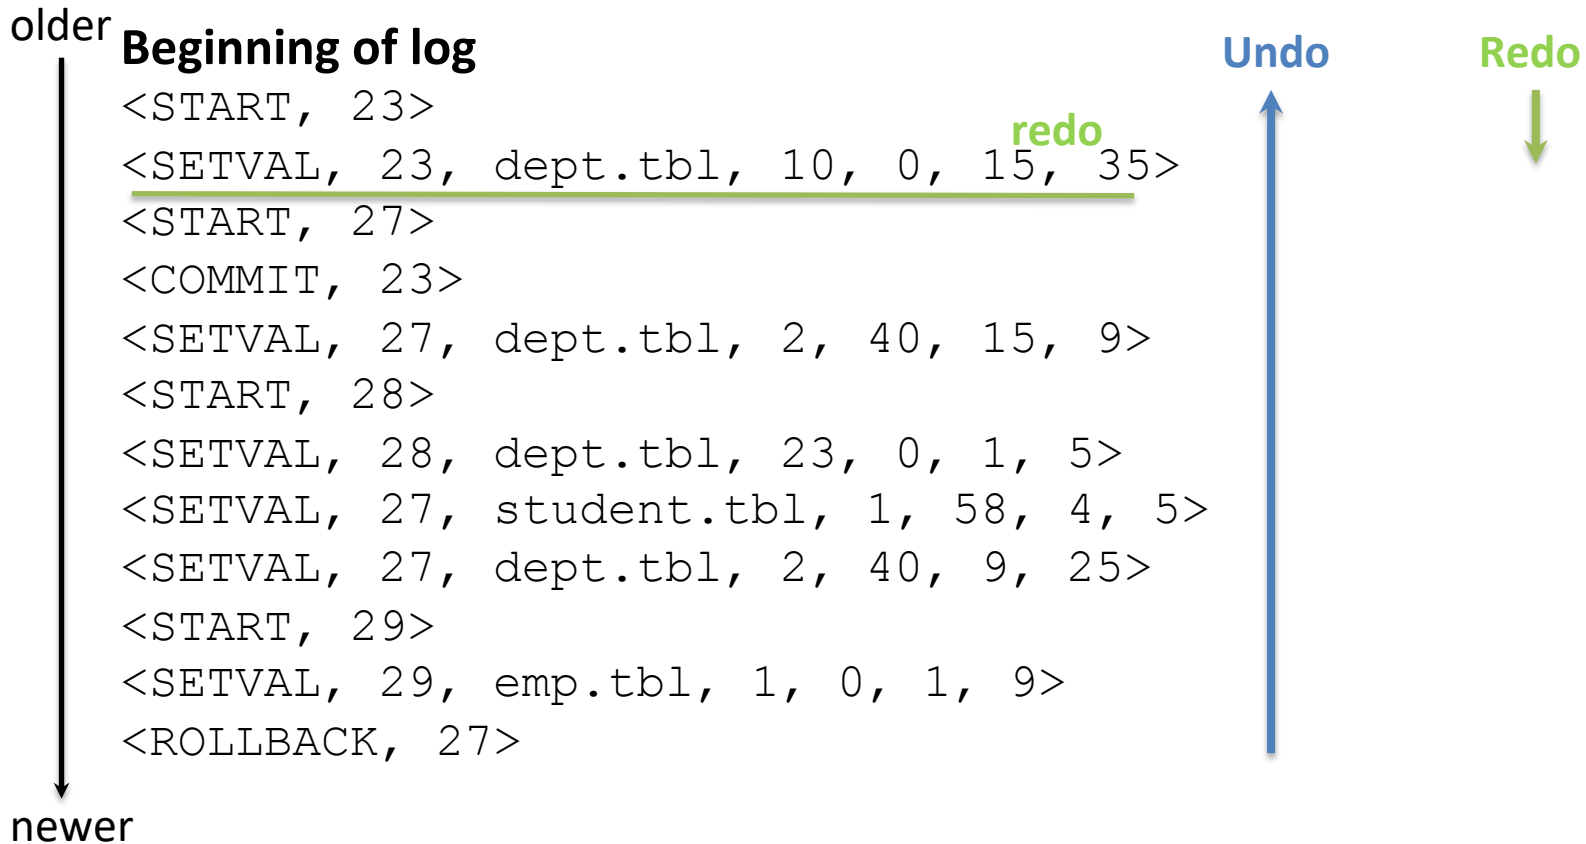 older
Beginning of log
Undo
Redo
<START, 23>
redo
<SETVAL, 23, dept.tbl, 10, 0, 15, 35>
<START, 27>
<COMMIT, 23>
<SETVAL, 27, dept.tbl, 2, 40, 15, 9>
<START, 28>
<SETVAL, 28, dept.tbl, 23, 0, 1, 5>
<SETVAL, 27, student.tbl, 1, 58, 4, 5>
<SETVAL, 27, dept.tbl, 2, 40, 9, 25>
<START, 29>
<SETVAL, 29, emp.tbl, 1, 0, 1, 9>
<ROLLBACK, 27>
newer